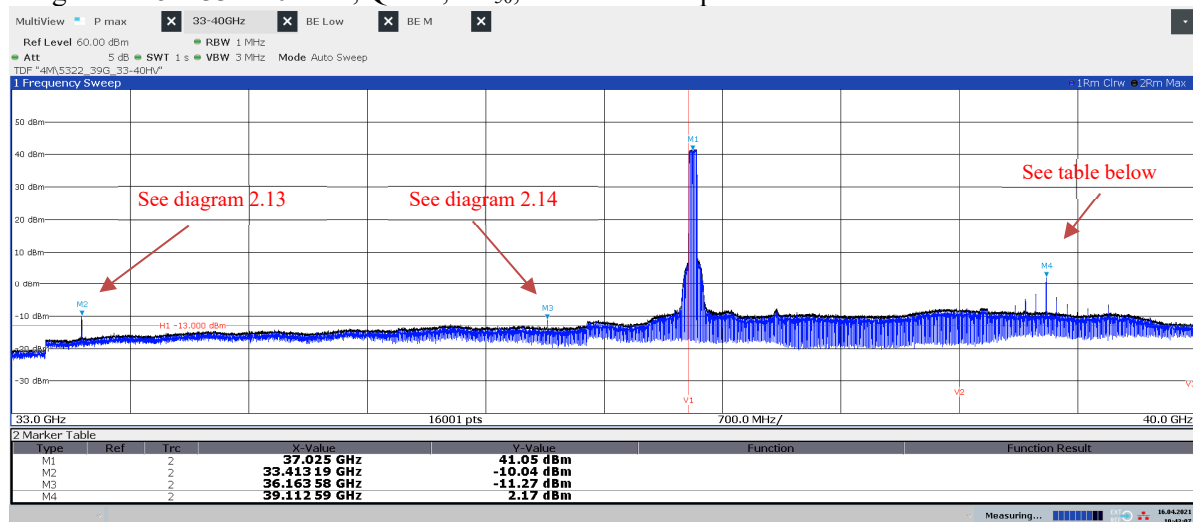 MultiView P max 33-40GHz BE Low BE M
Ref Level 60.00 dBm RBW 1 MHz
Att 5 dB SWT 1 s VBW 3 MHz Mode Auto Sweep
TDF "4M\5322_39G_33-40HV"
1 Frequency Sweep 1Rm Clrw 2Rm Max
50 dBm
M1
40 dBm
See table below
30 dBm
See diagram 2.13 See diagram 2.14
20 dBm
10 dBm
M4
0 dBm
M2
M3
-10 dBm
H1 -13.000 dBm
-20 dBm
-30 dBm
V1 V2
33.0 GHz 16001 pts 700.0 MHz/ 40.0 GHz
2 Marker Table
Type Ref Trc X-Value Y-Value Function Function Result
M1 2 37.025 GHz 41.05 dBm
M2 2 33.413 19 GHz -10.04 dBm
M3 2 36.163 58 GHz -11.27 dBm
M4 2 39.112 59 GHz 2.17 dBm
Measuring... 16.04.2021